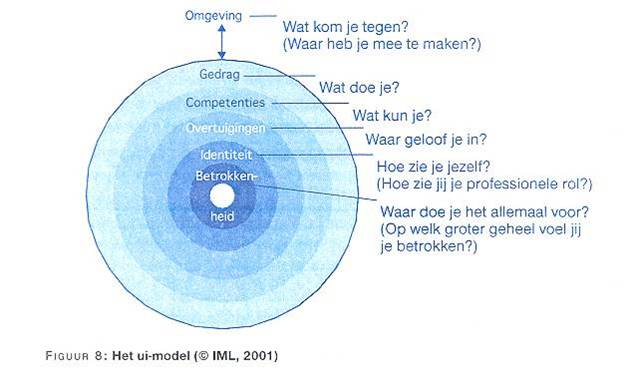 Omgeving
Wat kom je tegen?
(Waar heb je mee te maken?)
Gedrag
Wat doe je?
Competenties
Wat kun je?
Overtuigingen
Waar geloof je in?
Identiteit
Hoe zie je jezelf?
(Hoe zie jij je professionele rol?)
Betrokken-
heid
Waar doe je het allemaal voor?
(Op welk groter geheel voel jij
je betrokken?)
FIGUUR 8: Het ui-model (© IML, 2001)